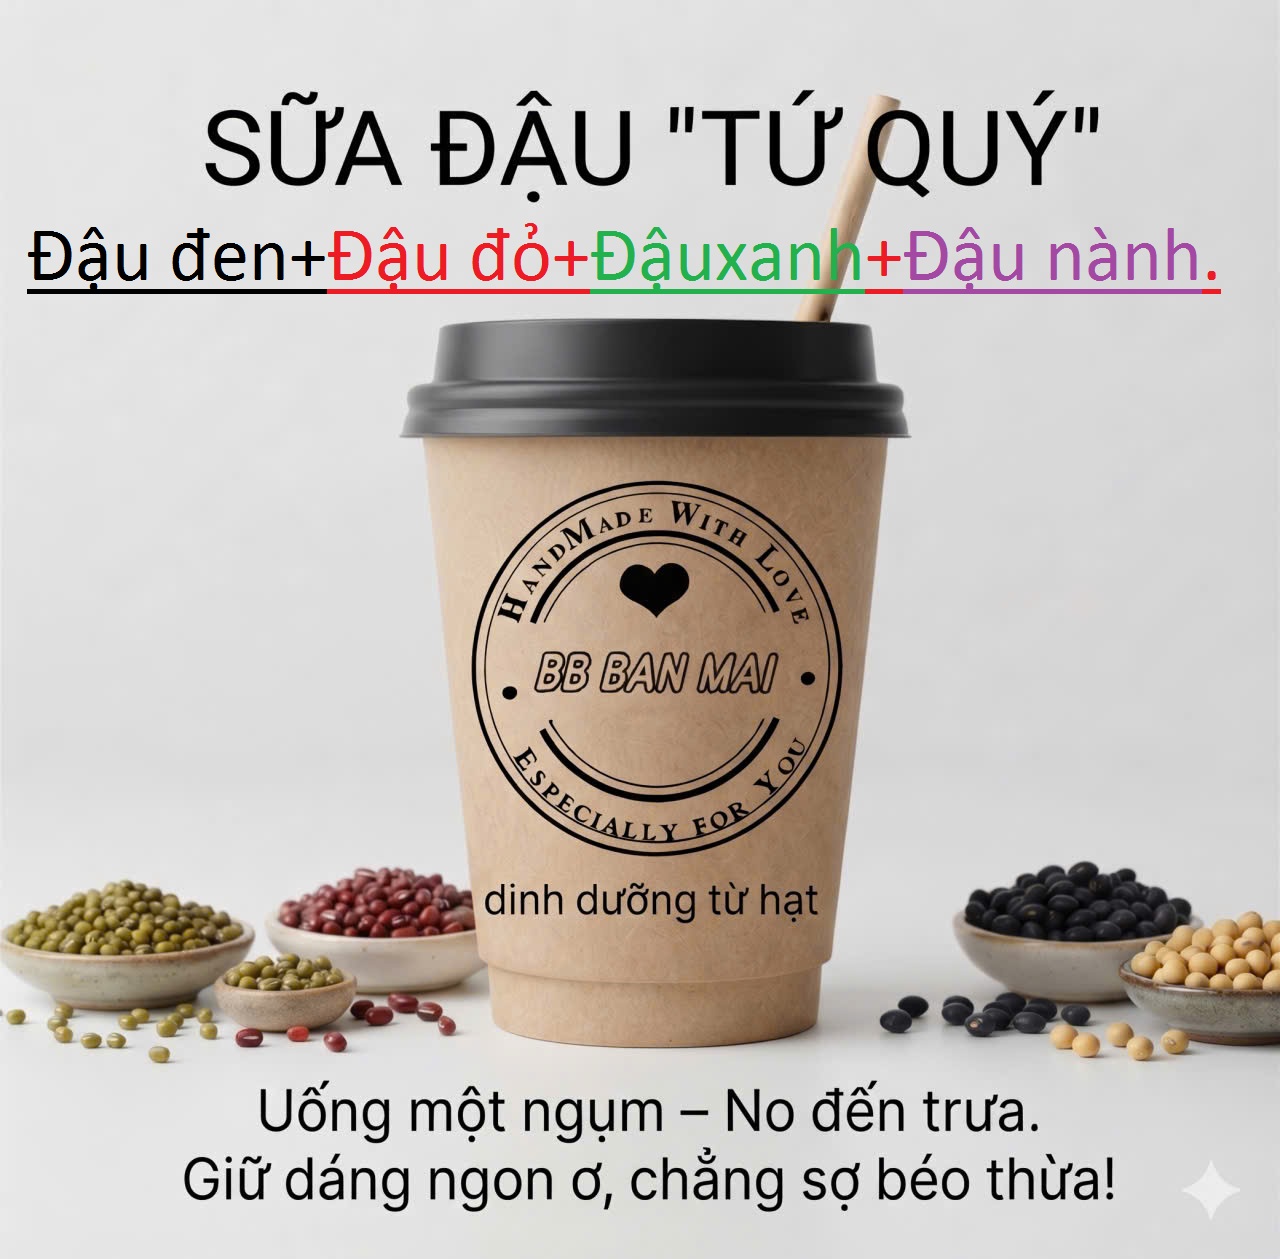 SỮA ĐẬU "TỨ QUÝ"
Đậu đen+Đậu đỏ+Đậuxanh+Đậu nành.
HANDMADE WITH LOVE
BB BAN MAI
ESPECIALLY FOR YOU
dinh dưỡng từ hạt
Uống một ngụm – No đến trưa.
Giữ dáng ngon ơ, chẳng sợ béo thừa!